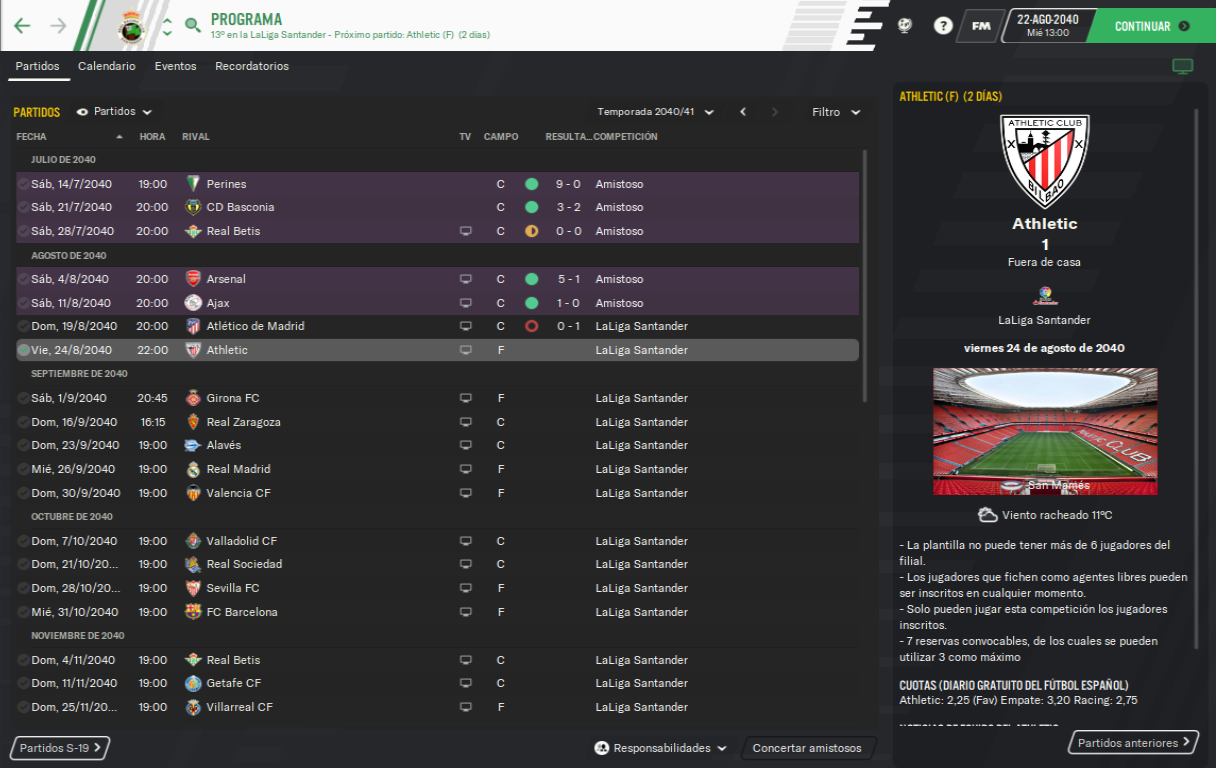 PROGRAMA
13º en la LaLiga Santander - Próximo partido: Athletic (F) (2 días)
?
FM
22-AGO-2040
Mié 13:00
CONTINUAR
Partidos Calendario Eventos Recordatorios
PARTIDOS Partidos Temporada 2040/41 Filtro
FECHA HORA RIVAL TV CAMPO RESULTA... COMPETICIÓN
JULIO DE 2040
Sáb, 14/7/2040 19:00 Perines C 9 - 0 Amistoso
Sáb, 21/7/2040 20:00 CD Basconia C 3 - 2 Amistoso
Sáb, 28/7/2040 20:00 Real Betis C 0 - 0 Amistoso
AGOSTO DE 2040
Sáb, 4/8/2040 20:00 Arsenal C 5 - 1 Amistoso
Sáb, 11/8/2040 20:00 Ajax C 1 - 0 Amistoso
Dom, 19/8/2040 20:00 Atlético de Madrid C 0 - 1 LaLiga Santander
Vie, 24/8/2040 22:00 Athletic F LaLiga Santander
SEPTIEMBRE DE 2040
Sáb, 1/9/2040 20:45 Girona FC F LaLiga Santander
Dom, 16/9/2040 16:15 Real Zaragoza C LaLiga Santander
Dom, 23/9/2040 19:00 Alavés C LaLiga Santander
Mié, 26/9/2040 19:00 Real Madrid F LaLiga Santander
Dom, 30/9/2040 19:00 Valencia CF F LaLiga Santander
OCTUBRE DE 2040
Dom, 7/10/2040 19:00 Valladolid CF C LaLiga Santander
Dom, 21/10/20... 19:00 Real Sociedad C LaLiga Santander
Dom, 28/10/20... 19:00 Sevilla FC F LaLiga Santander
Mié, 31/10/2040 19:00 FC Barcelona F LaLiga Santander
NOVIEMBRE DE 2040
Dom, 4/11/2040 19:00 Real Betis C LaLiga Santander
Dom, 11/11/2040 19:00 Getafe CF C LaLiga Santander
Dom, 25/11/20... 19:00 Villarreal CF F LaLiga Santander
Partidos S-19 Responsabilidades Concertar amistosos
ATHLETIC (F) (2 DÍAS)
ATHLETIC CLUB
BILBAO
Athletic
1
Fuera de casa
LaLiga Santander
viernes 24 de agosto de 2040
San Mamés
Viento racheado 11ºC
- La plantilla no puede tener más de 6 jugadores del
filial.
- Los jugadores que fichen como agentes libres pueden
ser inscritos en cualquier momento.
- Solo pueden jugar esta competición los jugadores
inscritos.
- 7 reservas convocables, de los cuales se pueden
utilizar 3 como máximo
CUOTAS (DIARIO GRATUITO DEL FÚTBOL ESPAÑOL)
Athletic: 2,25 (Fav) Empate: 3,20 Racing: 2,75
NOTICIAS DE EQUIPO DEL ATHLETIC
Partidos anteriores